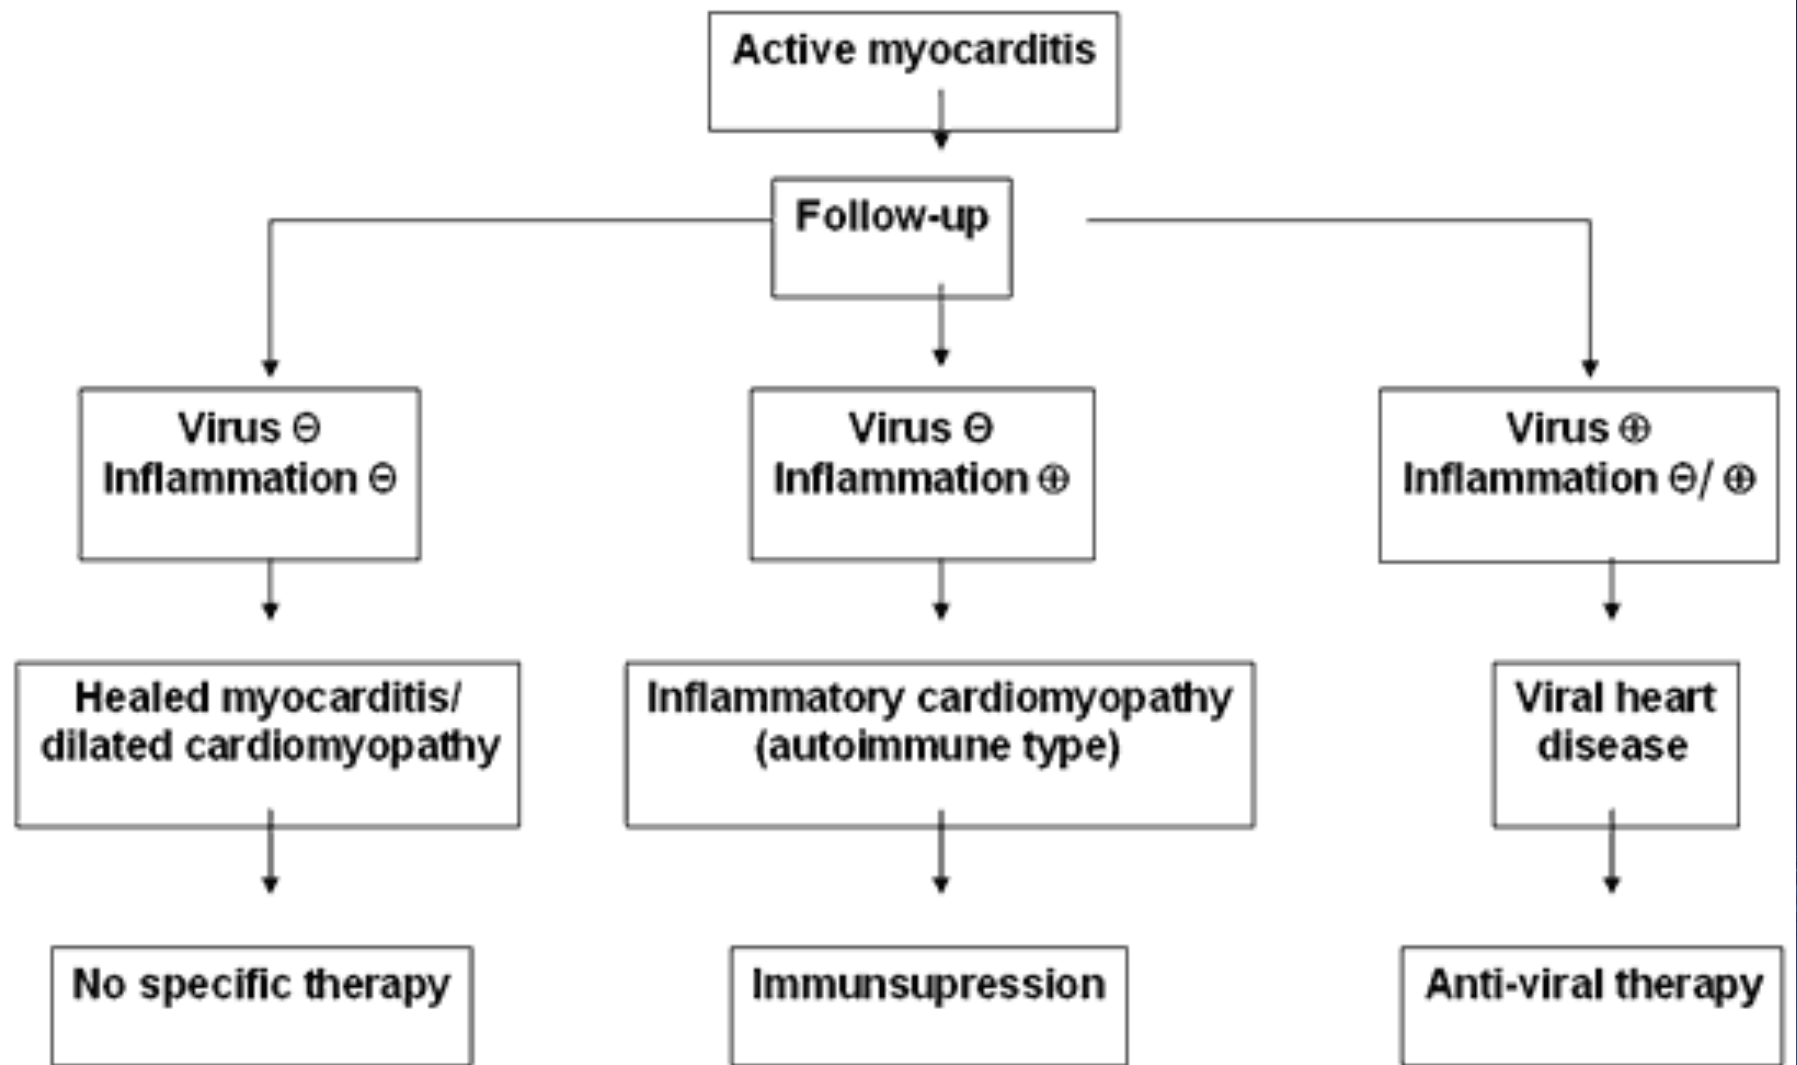 Active myocarditis
Follow-up
Virus ⊖
Inflammation ⊖
Virus ⊖
Inflammation ⊕
Virus ⊕
Inflammation ⊖/ ⊕
Healed myocarditis/
dilated cardiomyopathy
Inflammatory cardiomyopathy
(autoimmune type)
Viral heart
disease
No specific therapy
Immunsupression
Anti-viral therapy